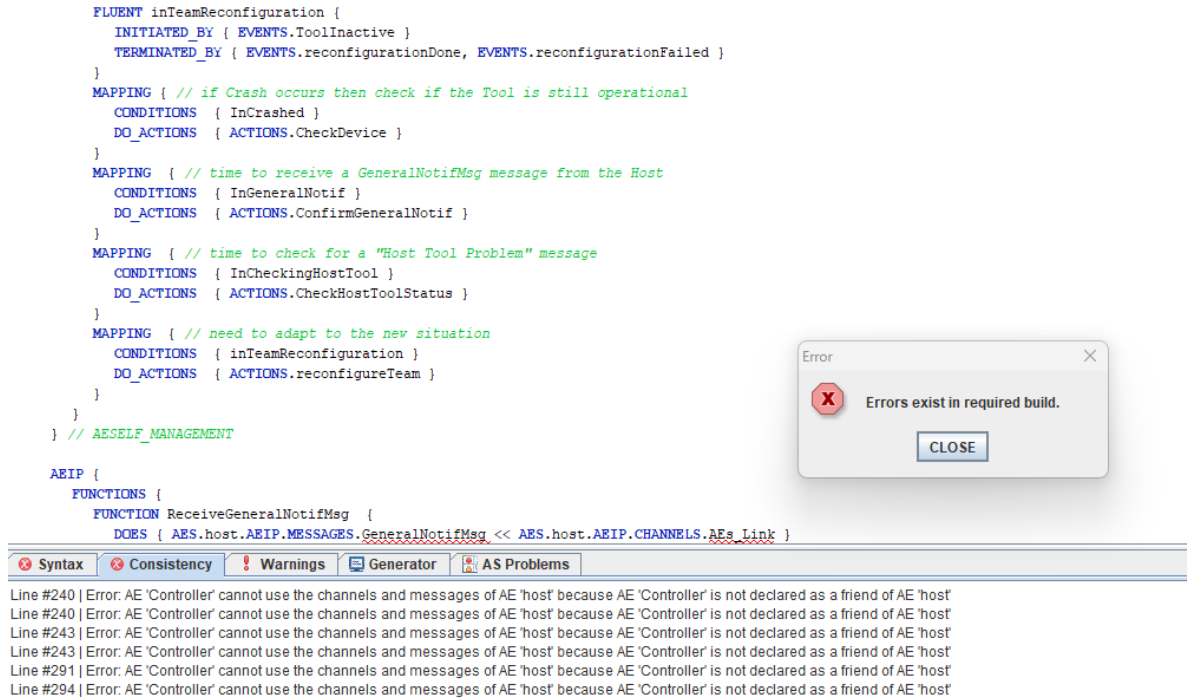 FLUENT inTeamReconfiguration {
INITIATED_BY { EVENTS.ToolInactive }
TERMINATED_BY { EVENTS.reconfigurationDone, EVENTS.reconfigurationFailed }
}
MAPPING { // if Crash occurs then check if the Tool is still operational
CONDITIONS { InCrashed }
DO_ACTIONS { ACTIONS.CheckDevice }
}
MAPPING { // time to receive a GeneralNotifMsg message from the Host
CONDITIONS { InGeneralNotif }
DO_ACTIONS { ACTIONS.ConfirmGeneralNotif }
}
MAPPING { // time to check for a "Host Tool Problem" message
CONDITIONS { InCheckingHostTool }
DO_ACTIONS { ACTIONS.CheckHostToolStatus }
}
MAPPING { // need to adapt to the new situation
CONDITIONS { inTeamReconfiguration }
DO_ACTIONS { ACTIONS.reconfigureTeam }
}
}
} // AESELF_MANAGEMENT
Error
Errors exist in required build.
CLOSE
AEIP {
FUNCTIONS {
FUNCTION ReceiveGeneralNotifMsg {
DOES { AES.host.AEIP.MESSAGES.GeneralNotifMsg << AES.host.AEIP.CHANNELS.AEs_Link }
Syntax Consistency Warnings Generator AS Problems
Line #240 | Error: AE 'Controller' cannot use the channels and messages of AE 'host' because AE 'Controller' is not declared as a friend of AE 'host'
Line #240 | Error: AE 'Controller' cannot use the channels and messages of AE 'host' because AE 'Controller' is not declared as a friend of AE 'host'
Line #243 | Error: AE 'Controller' cannot use the channels and messages of AE 'host' because AE 'Controller' is not declared as a friend of AE 'host'
Line #243 | Error: AE 'Controller' cannot use the channels and messages of AE 'host' because AE 'Controller' is not declared as a friend of AE 'host'
Line #291 | Error: AE 'Controller' cannot use the channels and messages of AE 'host' because AE 'Controller' is not declared as a friend of AE 'host'
Line #294 | Error: AE 'Controller' cannot use the channels and messages of AE 'host' because AE 'Controller' is not declared as a friend of AE 'host'